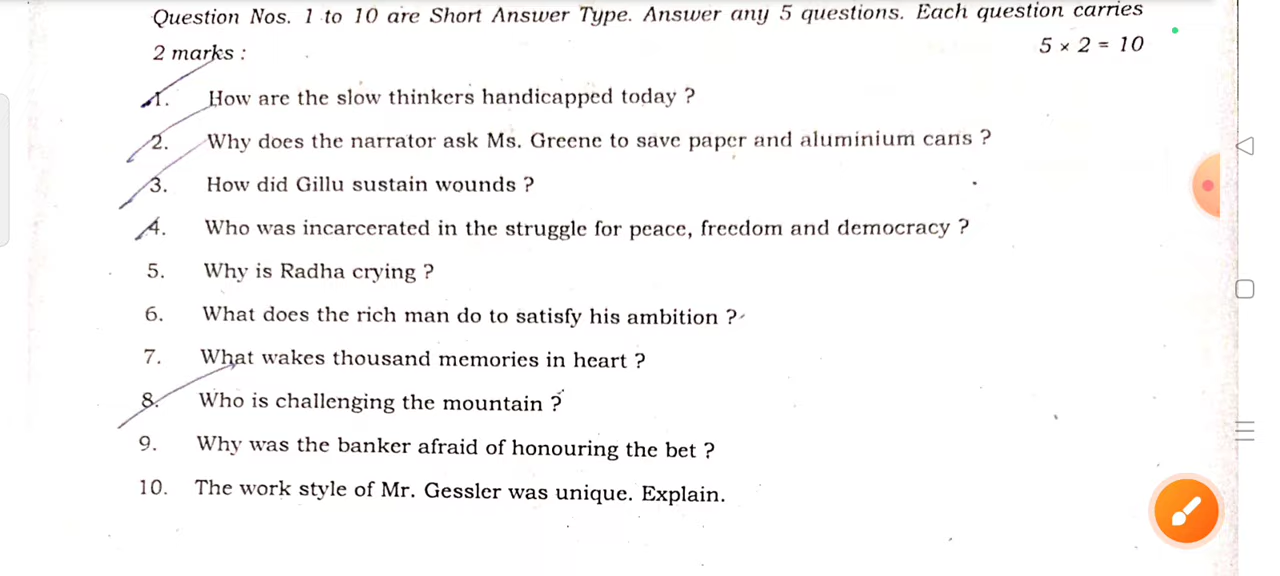 Question Nos. 1 to 10 are Short Answer Type. Answer any 5 questions. Each question carries
2 marks : 5 × 2 = 10
1. How are the slow thinkers handicapped today ?
2. Why does the narrator ask Ms. Greene to save paper and aluminium cans ?
3. How did Gillu sustain wounds ?
4. Who was incarcerated in the struggle for peace, freedom and democracy ?
5. Why is Radha crying ?
6. What does the rich man do to satisfy his ambition ?
7. What wakes thousand memories in heart ?
8. Who is challenging the mountain ?
9. Why was the banker afraid of honouring the bet ?
10. The work style of Mr. Gessler was unique. Explain.